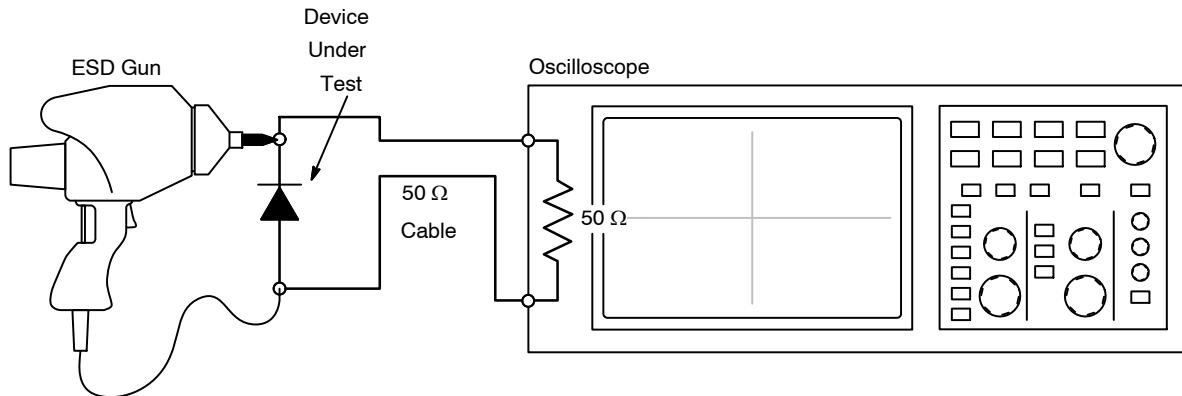 Device
Under
Test
ESD Gun
Oscilloscope
50 Ω
Cable
50 Ω